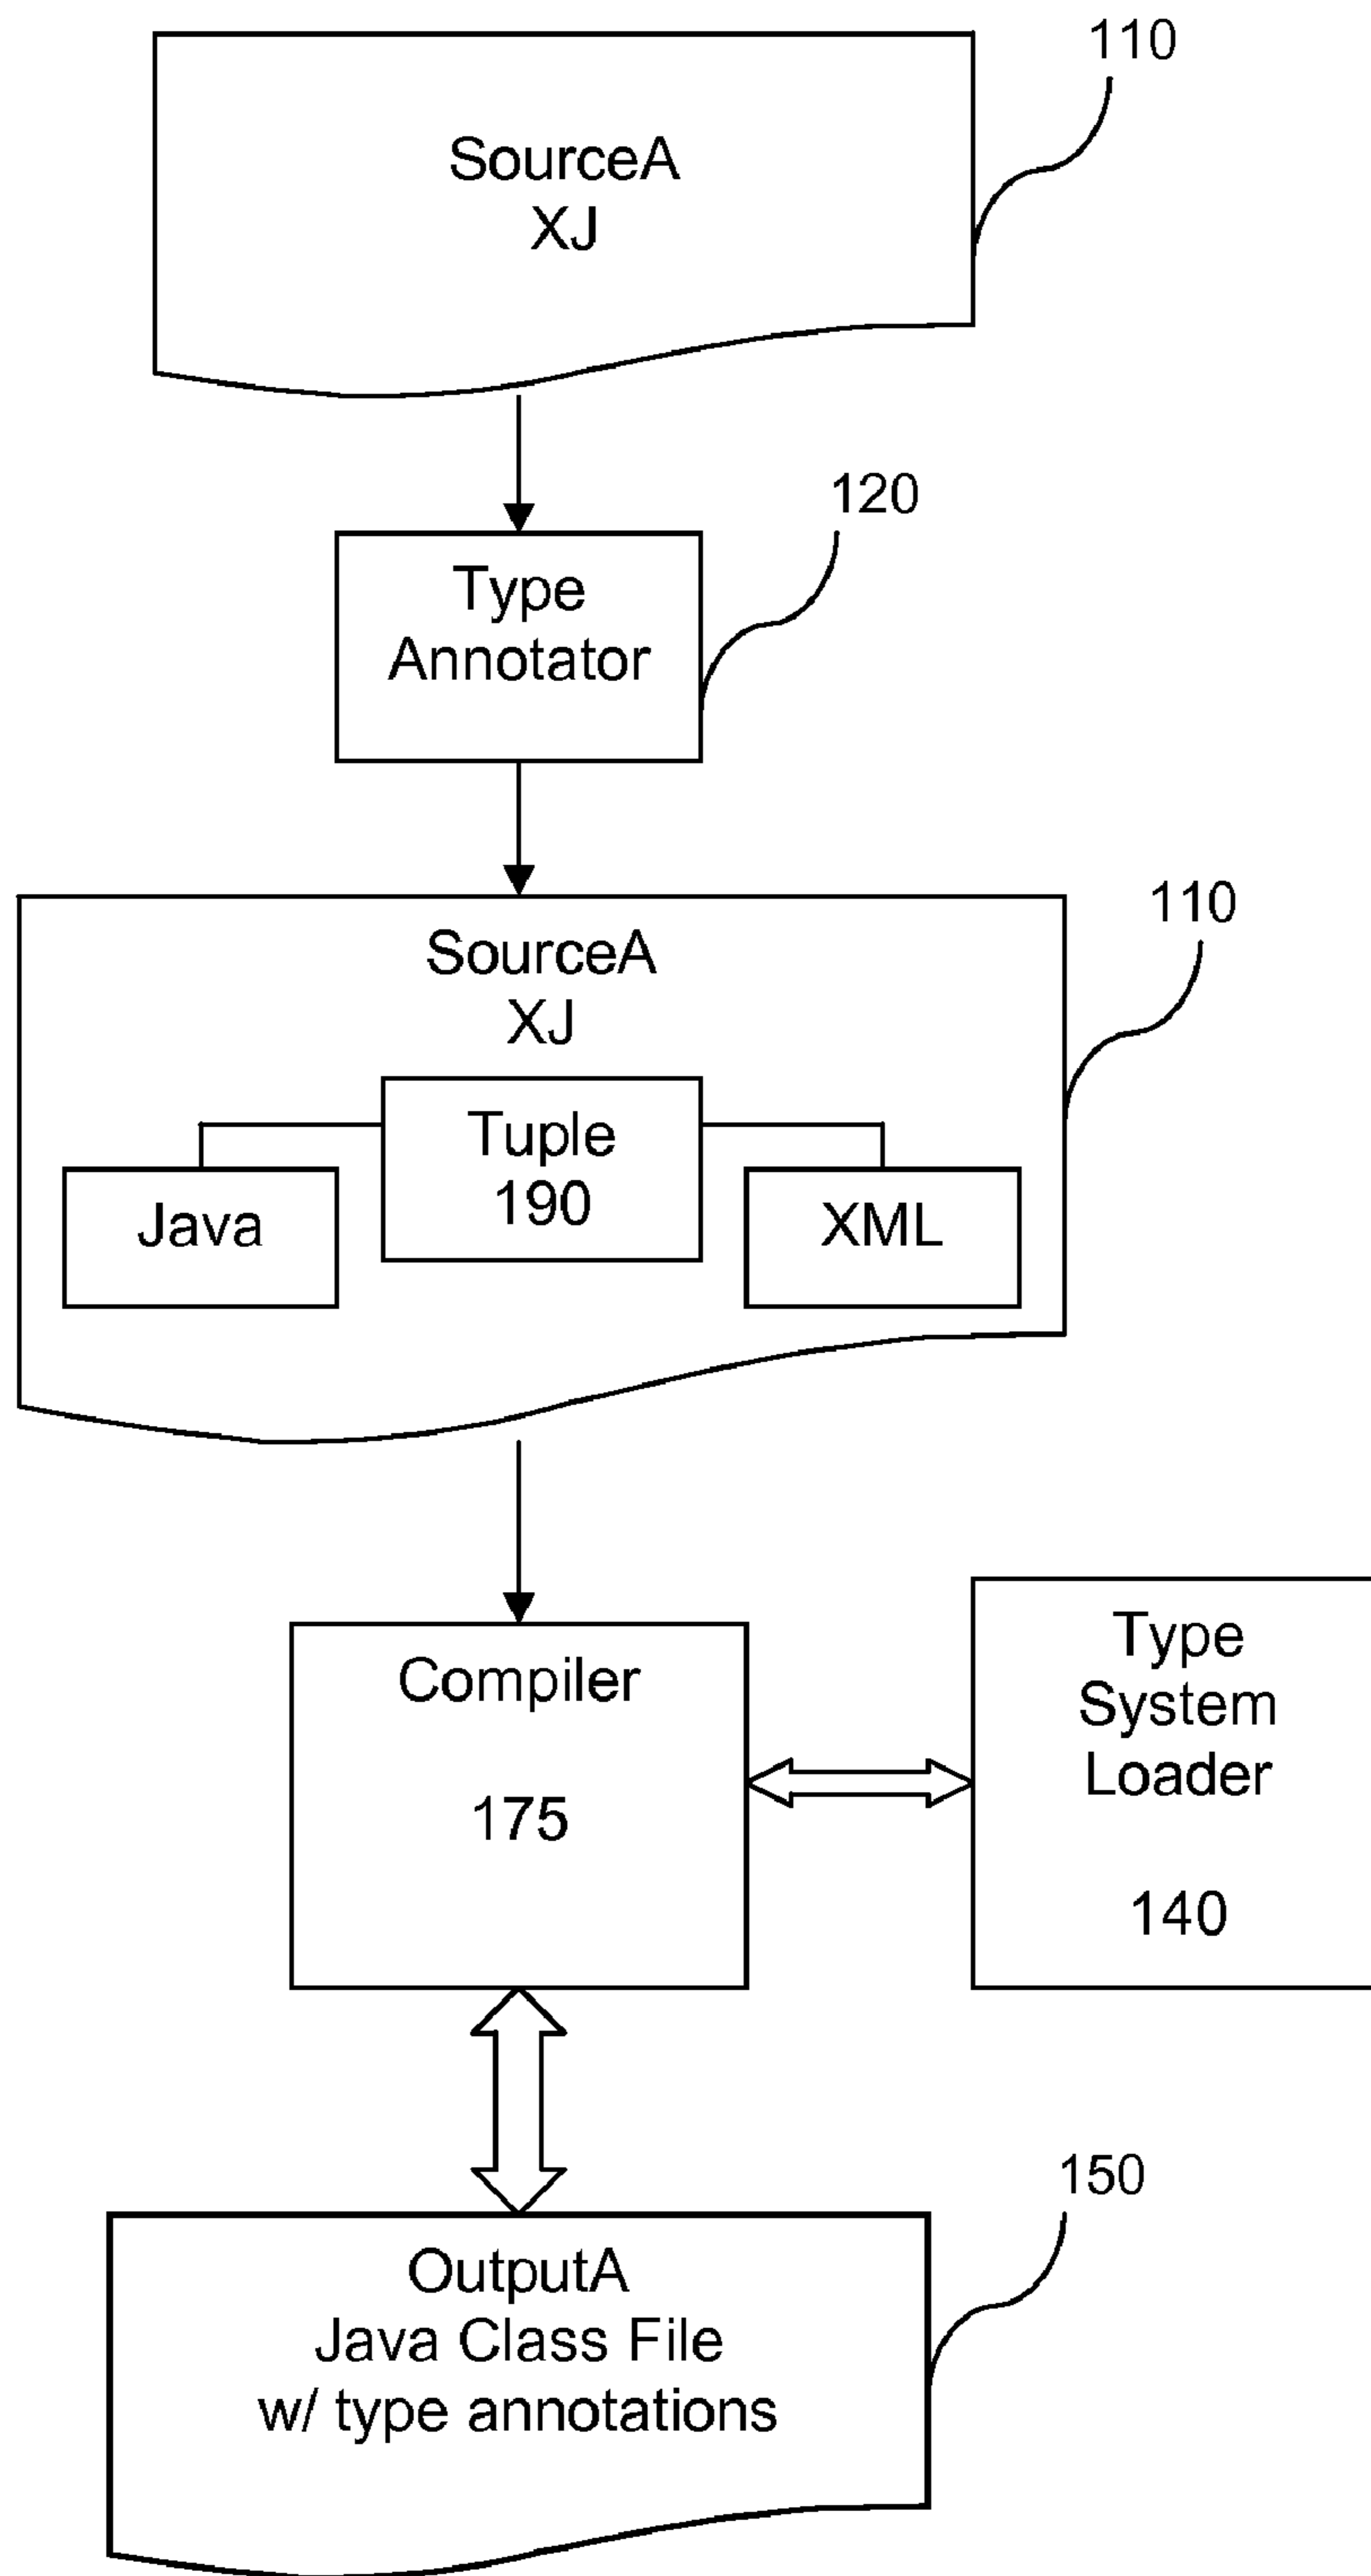 110
SourceA
XJ
120
Type
Annotator
110
SourceA
XJ
Tuple
190
Java
XML
Compiler
175
Type
System
Loader
140
150
OutputA
Java Class File
w/ type annotations